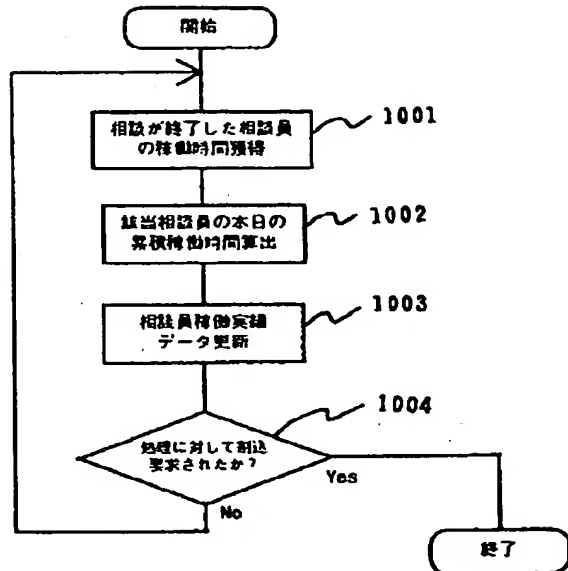 開始
相談が終了した相談員
の稼働時間獲得
1001
該当相談員の本日の
累積稼働時間算出
1002
相談員稼働実績
データ更新
1003
処理に対して割込
要求されたか?
1004
Yes
No
終了